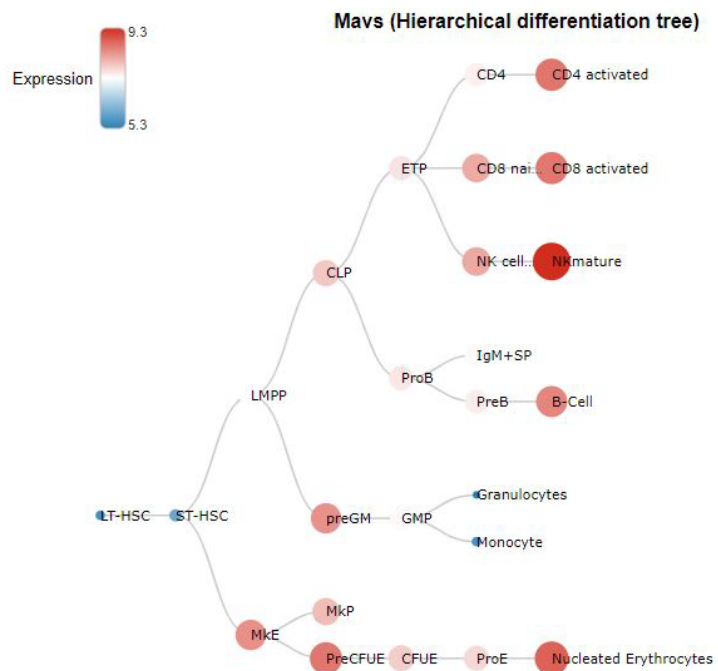 Mavs (Hierarchical differentiation tree)
9.3
Expression
5.3
CD4
CD4 activated
ETP
CD8 nai...
CD8 activated
CLP
NK cell...
NKmature
IgM+SP
ProB
LMPP
PreB
B-Cell
Granulocytes
LT-HSC
ST-HSC
preGM
GMP
Monocyte
MkP
MkE
PreCFUE
CFUE
ProE
Nucleated Erythrocytes